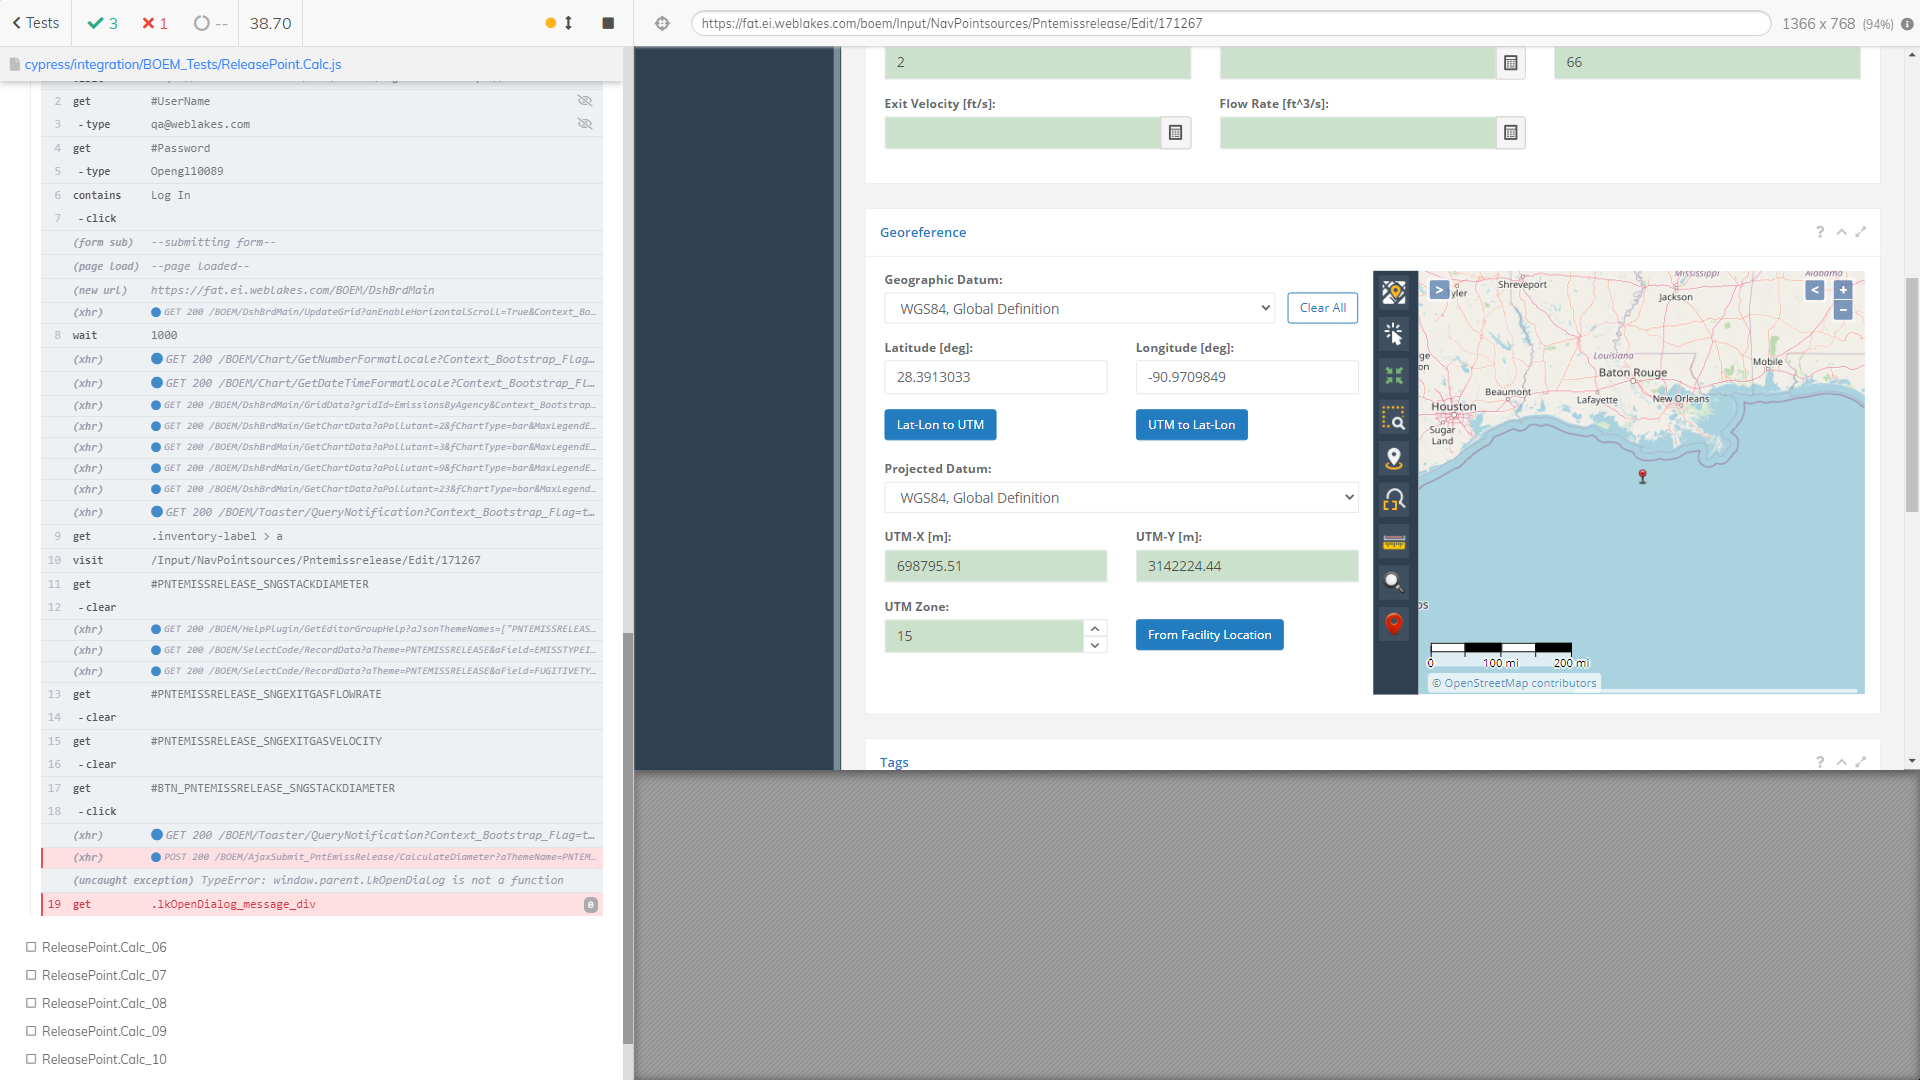 Tests
3
1
--
38.70
https://fat.ei.weblakes.com/boem/Input/NavPointsources/Pntemissrelease/Edit/171267
1366 x 768 (94%)
cypress/integration/BOEM_Tests/ReleasePoint.Calc.js
2 get #UserName
3 -type qa@weblakes.com
4 get #Password
5 -type Opengl10089
6 contains Log In
7 -click
(form sub) --submitting form--
(page load) --page loaded--
(new url) https://fat.ei.weblakes.com/BOEM/DshBrdMain
(xhr) GET 200 /BOEM/DshBrdMain/UpdateGrid?anEnableHorizontalScroll=True&Context_Bo...
8 wait 1000
(xhr) GET 200 /BOEM/Chart/GetNumberFormatLocale?Context_Bootstrap_Flag...
(xhr) GET 200 /BOEM/Chart/GetDateTimeFormatLocale?Context_Bootstrap_Fl...
(xhr) GET 200 /BOEM/DshBrdMain/GridData?gridId=EmissionsByAgency&Context_Bootstrap...
(xhr) GET 200 /BOEM/DshBrdMain/GetChartData?aPollutant=2&fChartType=bar&MaxLegendE...
(xhr) GET 200 /BOEM/DshBrdMain/GetChartData?aPollutant=3&fChartType=bar&MaxLegendE...
(xhr) GET 200 /BOEM/DshBrdMain/GetChartData?aPollutant=9&fChartType=bar&MaxLegendE...
(xhr) GET 200 /BOEM/DshBrdMain/GetChartData?aPollutant=23&fChartType=bar&MaxLegend...
(xhr) GET 200 /BOEM/Toaster/QueryNotification?Context_Bootstrap_Flag=t...
9 get .inventory-label > a
10 visit /Input/NavPointsources/Pntemissrelease/Edit/171267
11 get #PNTEMISSRELEASE_SNGSTACKDIAMETER
12 -clear
(xhr) GET 200 /BOEM/HelpPlugin/GetEditorGroupHelp?aJsonThemeNames=["PNTEMISSRELEAS...
(xhr) GET 200 /BOEM/SelectCode/RecordData?aTheme=PNTEMISSRELEASE&aField=EMISSTYPEI...
(xhr) GET 200 /BOEM/SelectCode/RecordData?aTheme=PNTEMISSRELEASE&aField=FUGITIVETY...
13 get #PNTEMISSRELEASE_SNGEXITGASFLOWRATE
14 -clear
15 get #PNTEMISSRELEASE_SNGEXITGASVELOCITY
16 -clear
17 get #BTN_PNTEMISSRELEASE_SNGSTACKDIAMETER
18 -click
(xhr) GET 200 /BOEM/Toaster/QueryNotification?Context_Bootstrap_Flag=t...
(xhr) POST 200 /BOEM/AjaxSubmit_PntEmissRelease/CalculateDiameter?aThemeName=PNTEM...
(uncaught exception) TypeError: window.parent.lkOpenDialog is not a function
19 get .lkOpenDialog_message_div 0
ReleasePoint.Calc_06
ReleasePoint.Calc_07
ReleasePoint.Calc_08
ReleasePoint.Calc_09
ReleasePoint.Calc_10
2
66
Exit Velocity [ft/s]:
Flow Rate [ft^3/s]:
Georeference
Geographic Datum:
WGS84, Global Definition
Clear All
Latitude [deg]:
Longitude [deg]:
28.3913033
-90.9709849
Lat-Lon to UTM
UTM to Lat-Lon
Projected Datum:
WGS84, Global Definition
UTM-X [m]:
UTM-Y [m]:
698795.51
3142224.44
UTM Zone:
15
From Facility Location
>
<
+
−
Mississippi
Alabama
Shreveport
yler
Jackson
Louisiana
Mobile
Baton Rouge
Beaumont
Lafayette
New Orleans
Houston
Sugar
Land
0
100 mi
200 mi
© OpenStreetMap contributors
Tags